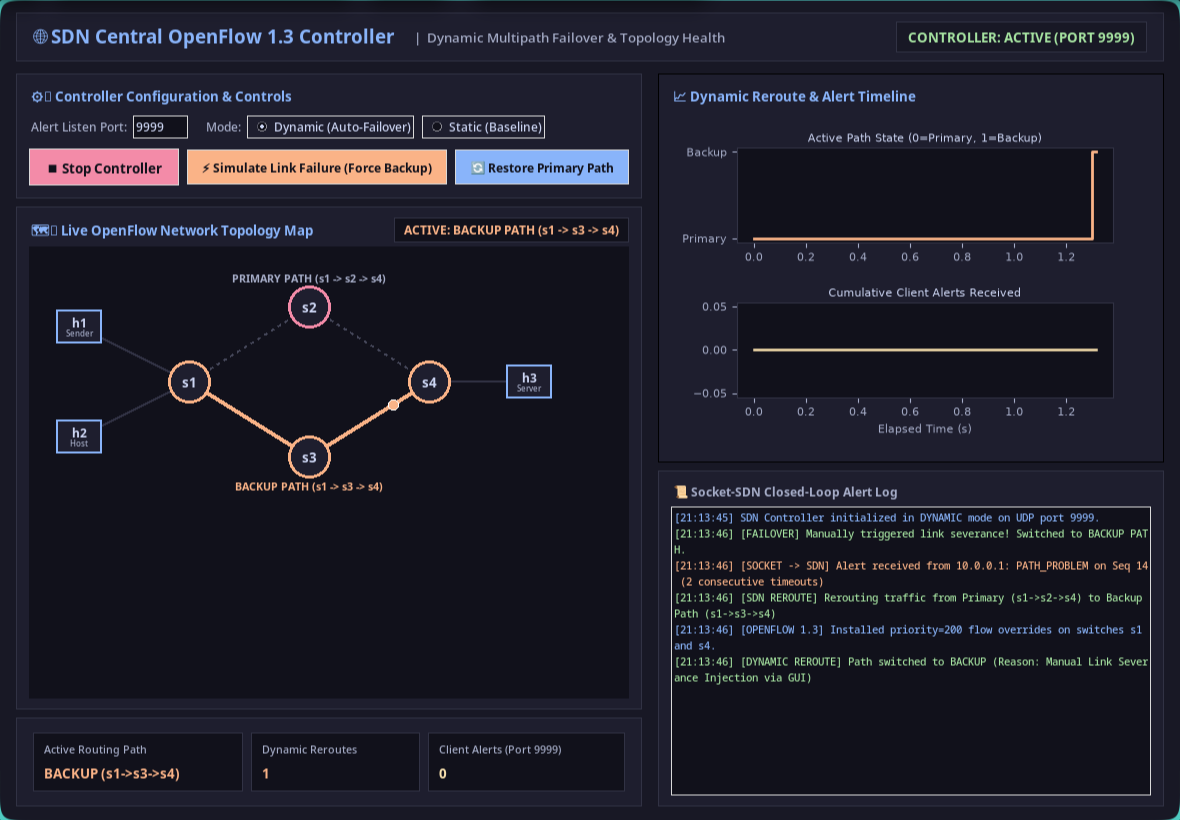 SDN Central OpenFlow 1.3 Controller
| Dynamic Multipath Failover & Topology Health
CONTROLLER: ACTIVE (PORT 9999)
Controller Configuration & Controls
Alert Listen Port: 9999 Mode: Dynamic (Auto-Failover) Static (Baseline)
Stop Controller
Simulate Link Failure (Force Backup)
Restore Primary Path
Live OpenFlow Network Topology Map
ACTIVE: BACKUP PATH (s1 -> s3 -> s4)
PRIMARY PATH (s1 -> s2 -> s4)
s2
h1
Sender
s1
s4
h3
Server
h2
Host
s3
BACKUP PATH (s1 -> s3 -> s4)
Active Routing Path
BACKUP (s1->s3->s4)
Dynamic Reroutes
1
Client Alerts (Port 9999)
0
Dynamic Reroute & Alert Timeline
Active Path State (0=Primary, 1=Backup)
Backup
Primary
0.0 0.2 0.4 0.6 0.8 1.0 1.2
Cumulative Client Alerts Received
0.05
0.00
−0.05
0.0 0.2 0.4 0.6 0.8 1.0 1.2
Elapsed Time (s)
Socket-SDN Closed-Loop Alert Log
[21:13:45] SDN Controller initialized in DYNAMIC mode on UDP port 9999.
[21:13:46] [FAILOVER] Manually triggered link severance! Switched to BACKUP PAT
H.
[21:13:46] [SOCKET -> SDN] Alert received from 10.0.0.1: PATH_PROBLEM on Seq 14
(2 consecutive timeouts)
[21:13:46] [SDN REROUTE] Rerouting traffic from Primary (s1->s2->s4) to Backup
Path (s1->s3->s4)
[21:13:46] [OPENFLOW 1.3] Installed priority=200 flow overrides on switches s1
and s4.
[21:13:46] [DYNAMIC REROUTE] Path switched to BACKUP (Reason: Manual Link Sever
ance Injection via GUI)